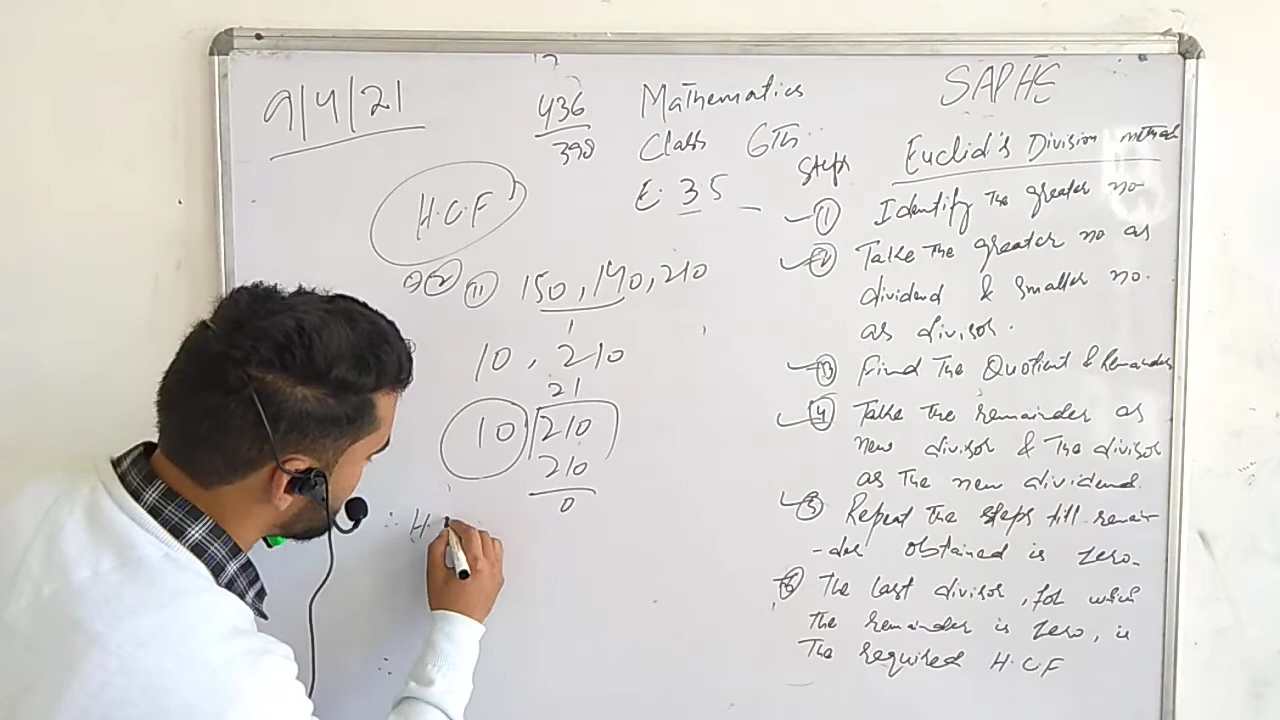 9/4/21
436
398
Mathematics
Class 6Th
E. 3.5
H.C.F
(11) 150, 140, 210
10, 210
21
10 210
210
0
∴ H.
SAPHS
Euclid's Division method
Steps
(1) Identify The greater no
(2) Take The greater no as
dividend & smaller no.
as divisor.
(3) Find The Quotient & Remainder
(4) Take The remainder as
new divisor & The divisor
as The new dividend.
(5) Repeat The steps till remain-
-der obtained is zero.
(6) The last divisor, for which
The remainder is zero, is
The required H.C.F